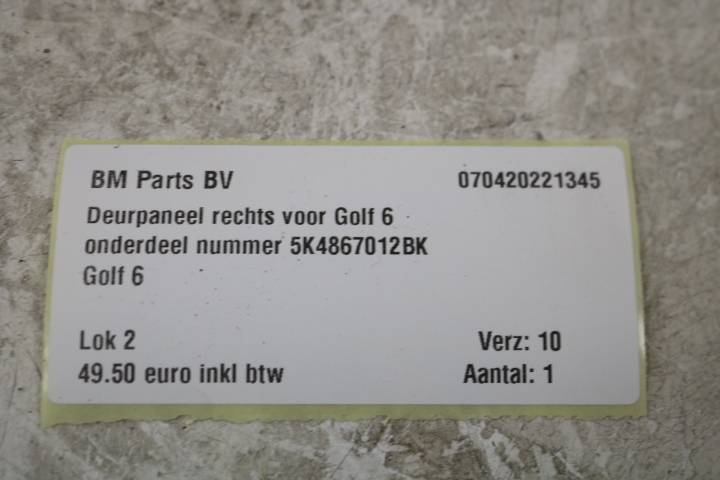 BM Parts BV 070420221345
Deurpaneel rechts voor Golf 6
onderdeel nummer 5K4867012BK
Golf 6
Lok 2 Verz: 10
49.50 euro inkl btw Aantal: 1